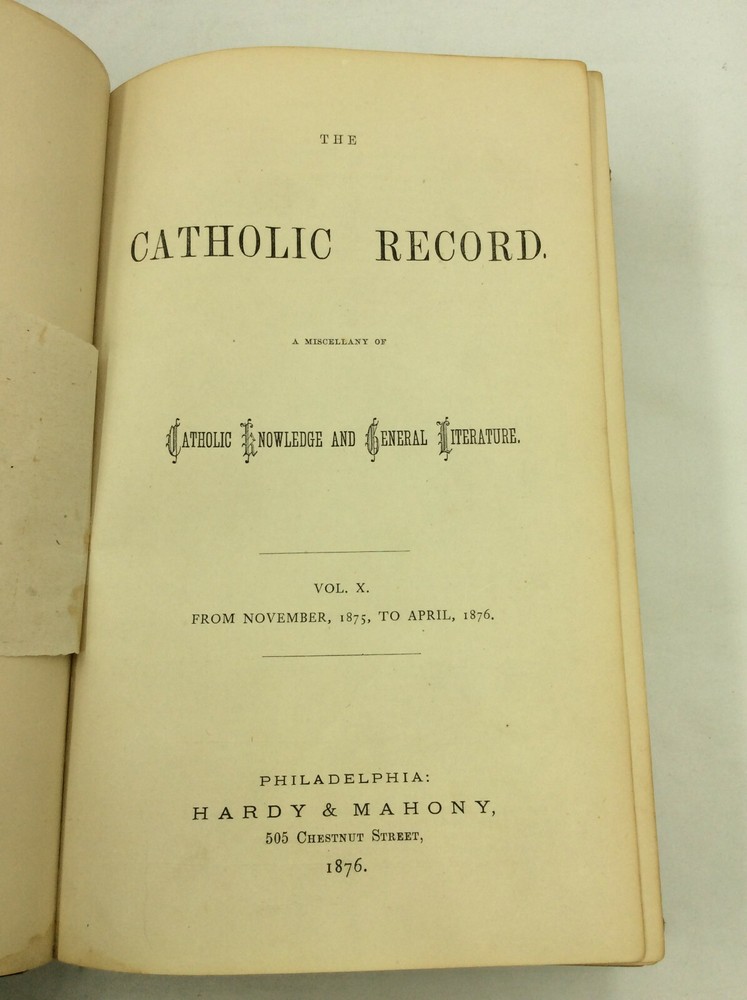 THE
CATHOLIC RECORD.
A MISCELLANY OF
CATHOLIC KNOWLEDGE AND GENERAL LITERATURE.
VOL. X.
FROM NOVEMBER, 1875, TO APRIL, 1876.
PHILADELPHIA:
HARDY & MAHONY,
505 CHESTNUT STREET,
1876.